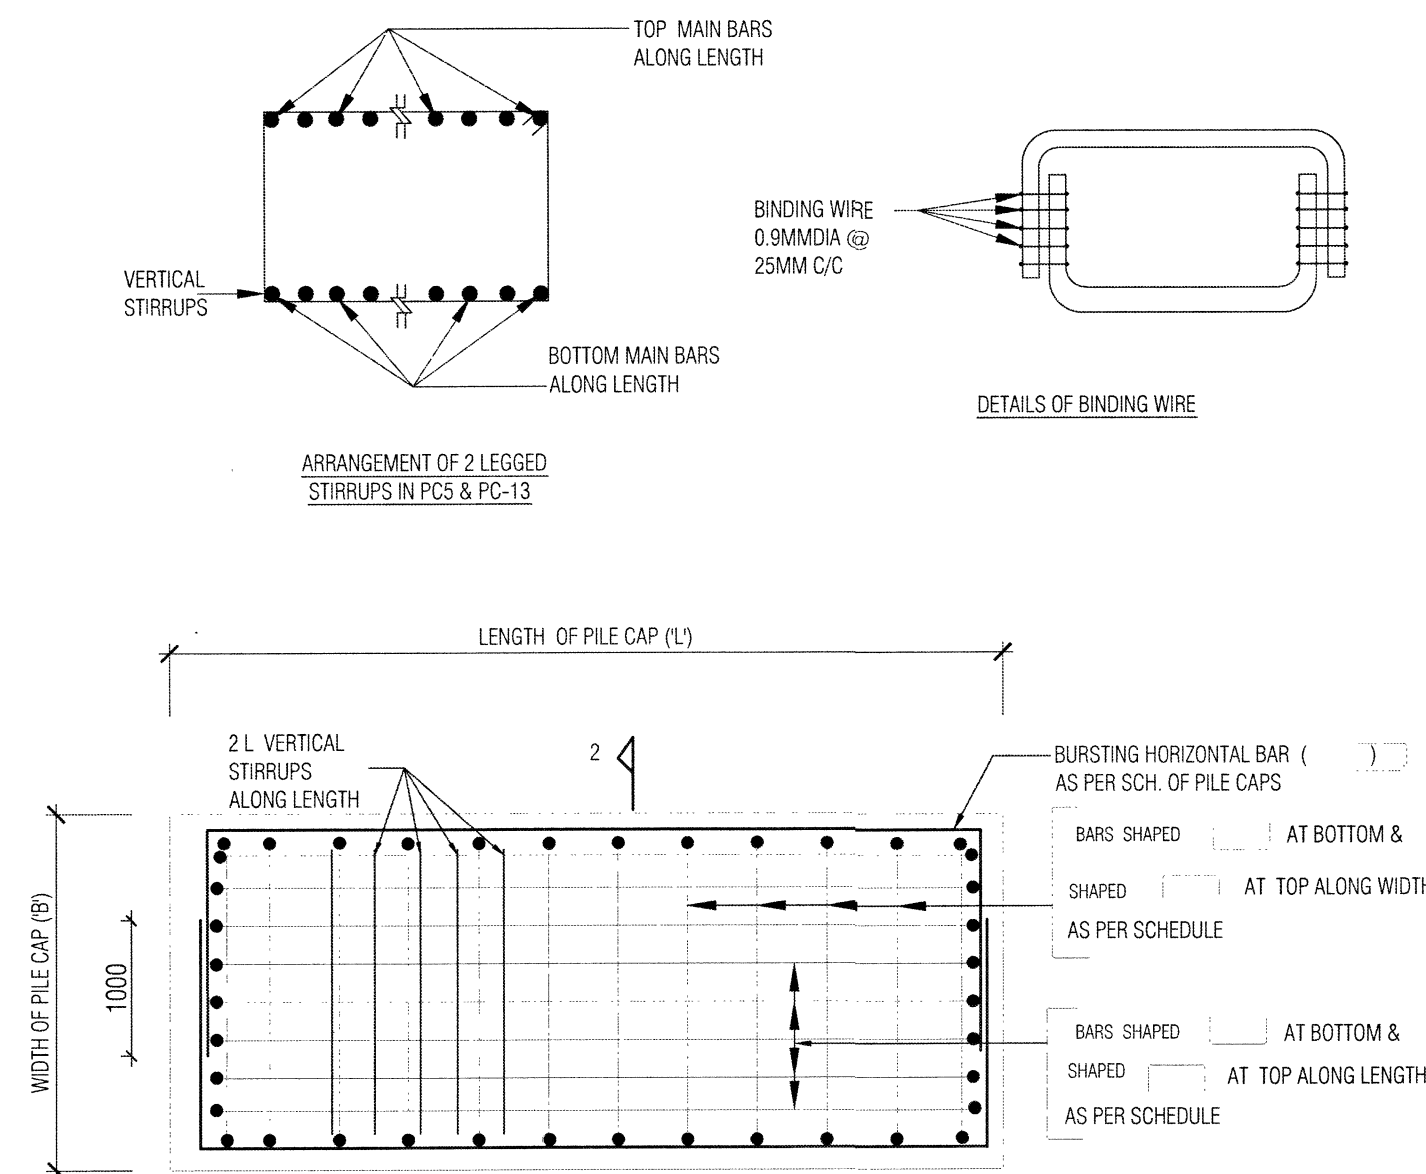 TOP MAIN BARS
ALONG LENGTH
VERTICAL
STIRRUPS
BOTTOM MAIN BARS
ALONG LENGTH
ARRANGEMENT OF 2 LEGGED
STIRRUPS IN PC5 & PC-13
BINDING WIRE
0.9MMDIA @
25MM C/C
DETAILS OF BINDING WIRE
LENGTH OF PILE CAP ('L')
2 L VERTICAL
STIRRUPS
ALONG LENGTH
2
BURSTING HORIZONTAL BAR ( )
AS PER SCH. OF PILE CAPS
BARS SHAPED AT BOTTOM &
SHAPED AT TOP ALONG WIDTH
AS PER SCHEDULE
WIDTH OF PILE CAP ('B')
1000
BARS SHAPED AT BOTTOM &
SHAPED AT TOP ALONG LENGTH
AS PER SCHEDULE